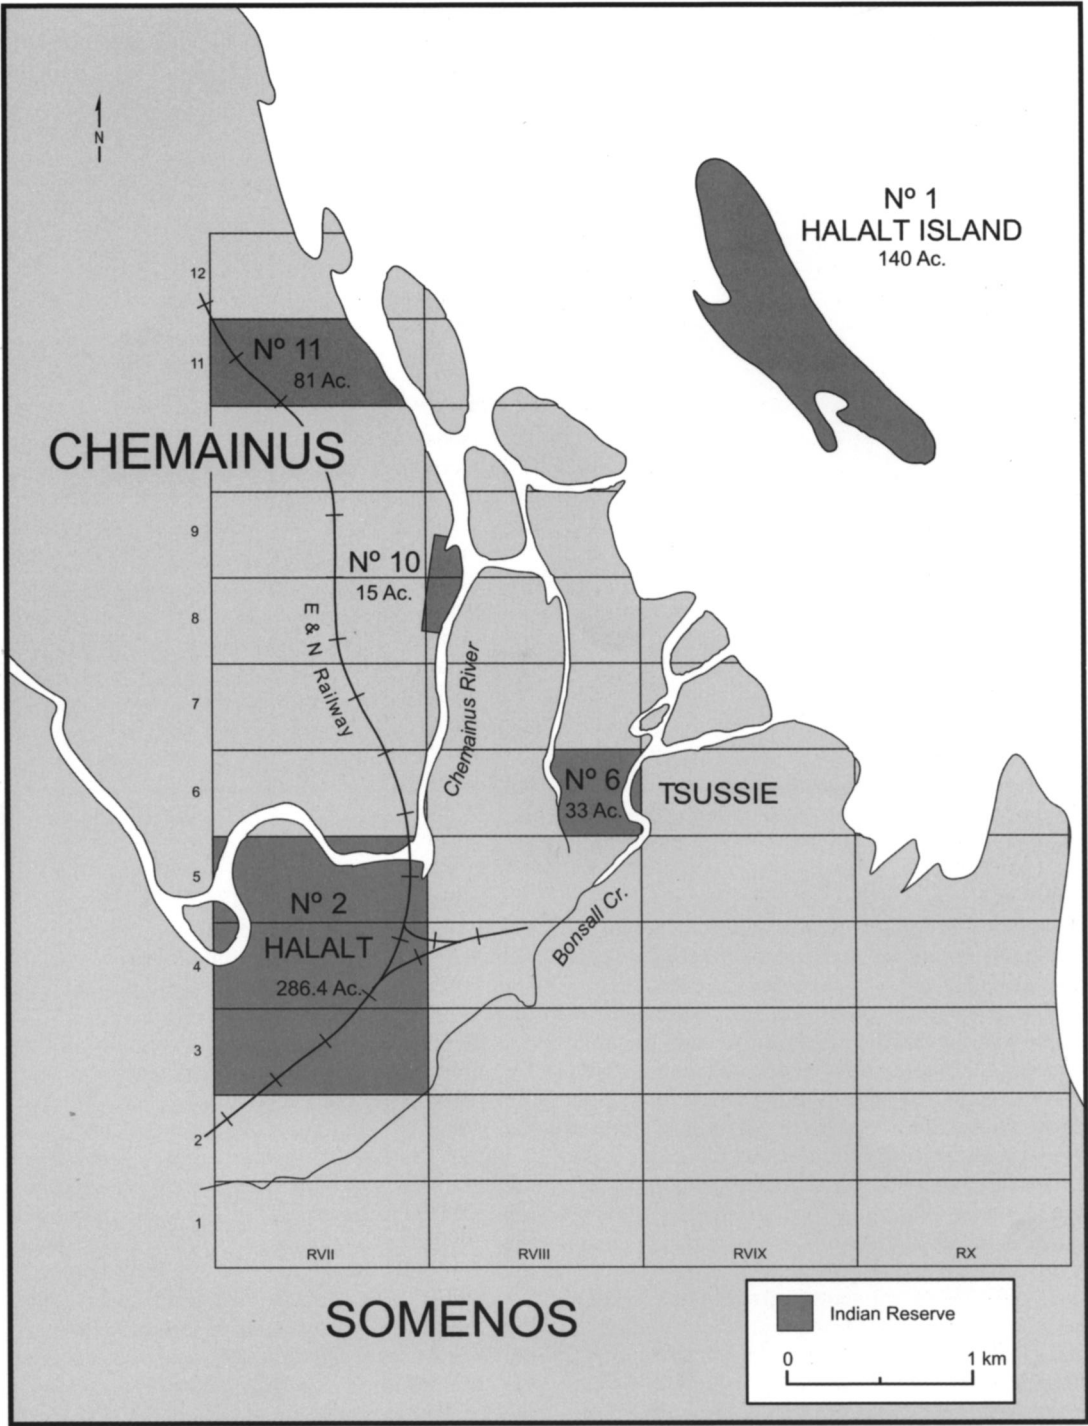 N
Nº 1
HALALT ISLAND
140 Ac.
12
11
Nº 11
81 Ac.
CHEMAINUS
9
Nº 10
15 Ac.
8
E & N Railway
Chemainus River
7
6
Nº 6
33 Ac.
TSUSSIE
5
Nº 2
HALALT
286.4 Ac.
4
Bonsall Cr.
3
2
1
RVII
RVIII
RVIX
RX
SOMENOS
Indian Reserve
0
1 km